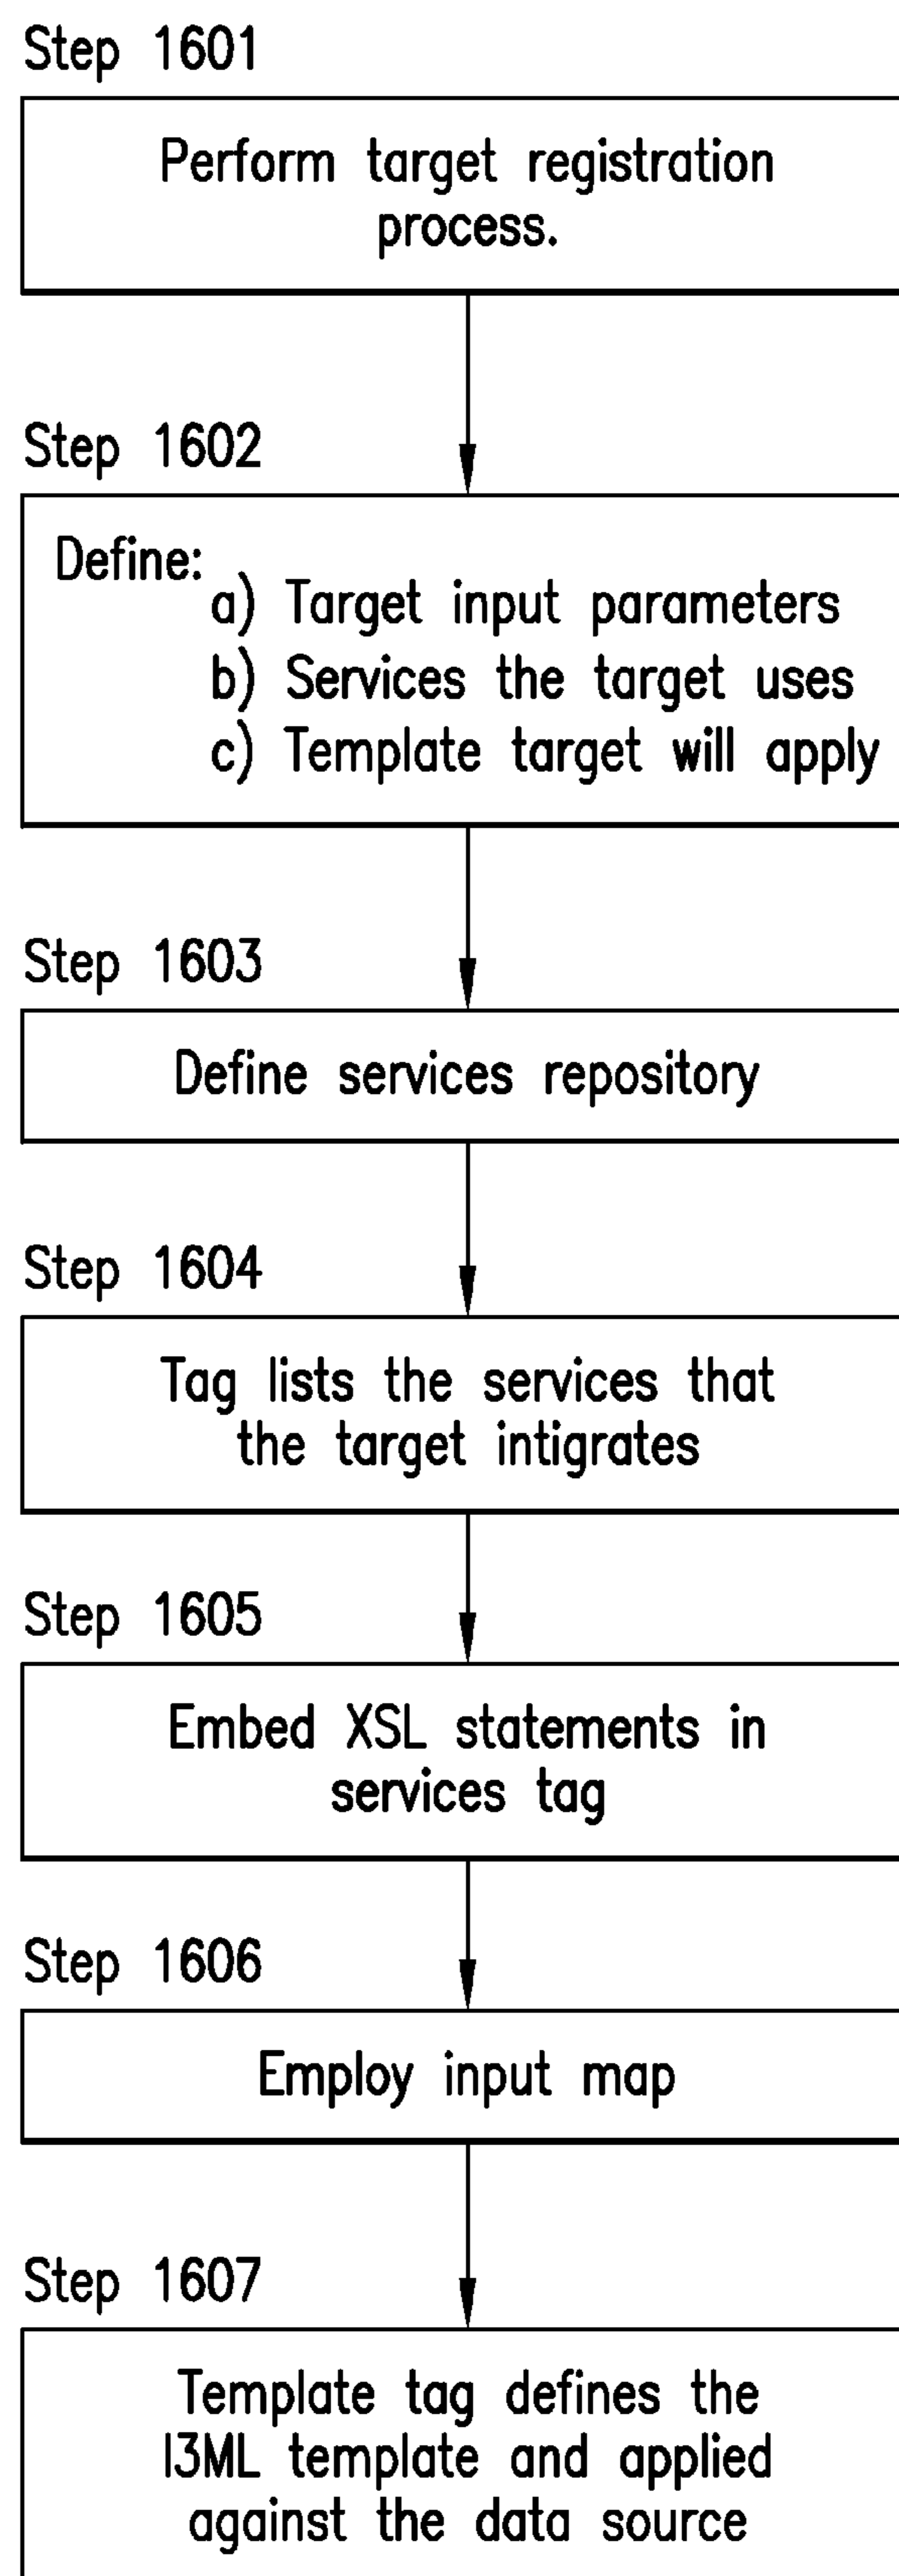 Step 1601
Perform target registration
process.
Step 1602
Define:
a) Target input parameters
b) Services the target uses
c) Template target will apply
Step 1603
Define services repository
Step 1604
Tag lists the services that
the target intigrates
Step 1605
Embed XSL statements in
services tag
Step 1606
Employ input map
Step 1607
Template tag defines the
I3ML template and applied
against the data source